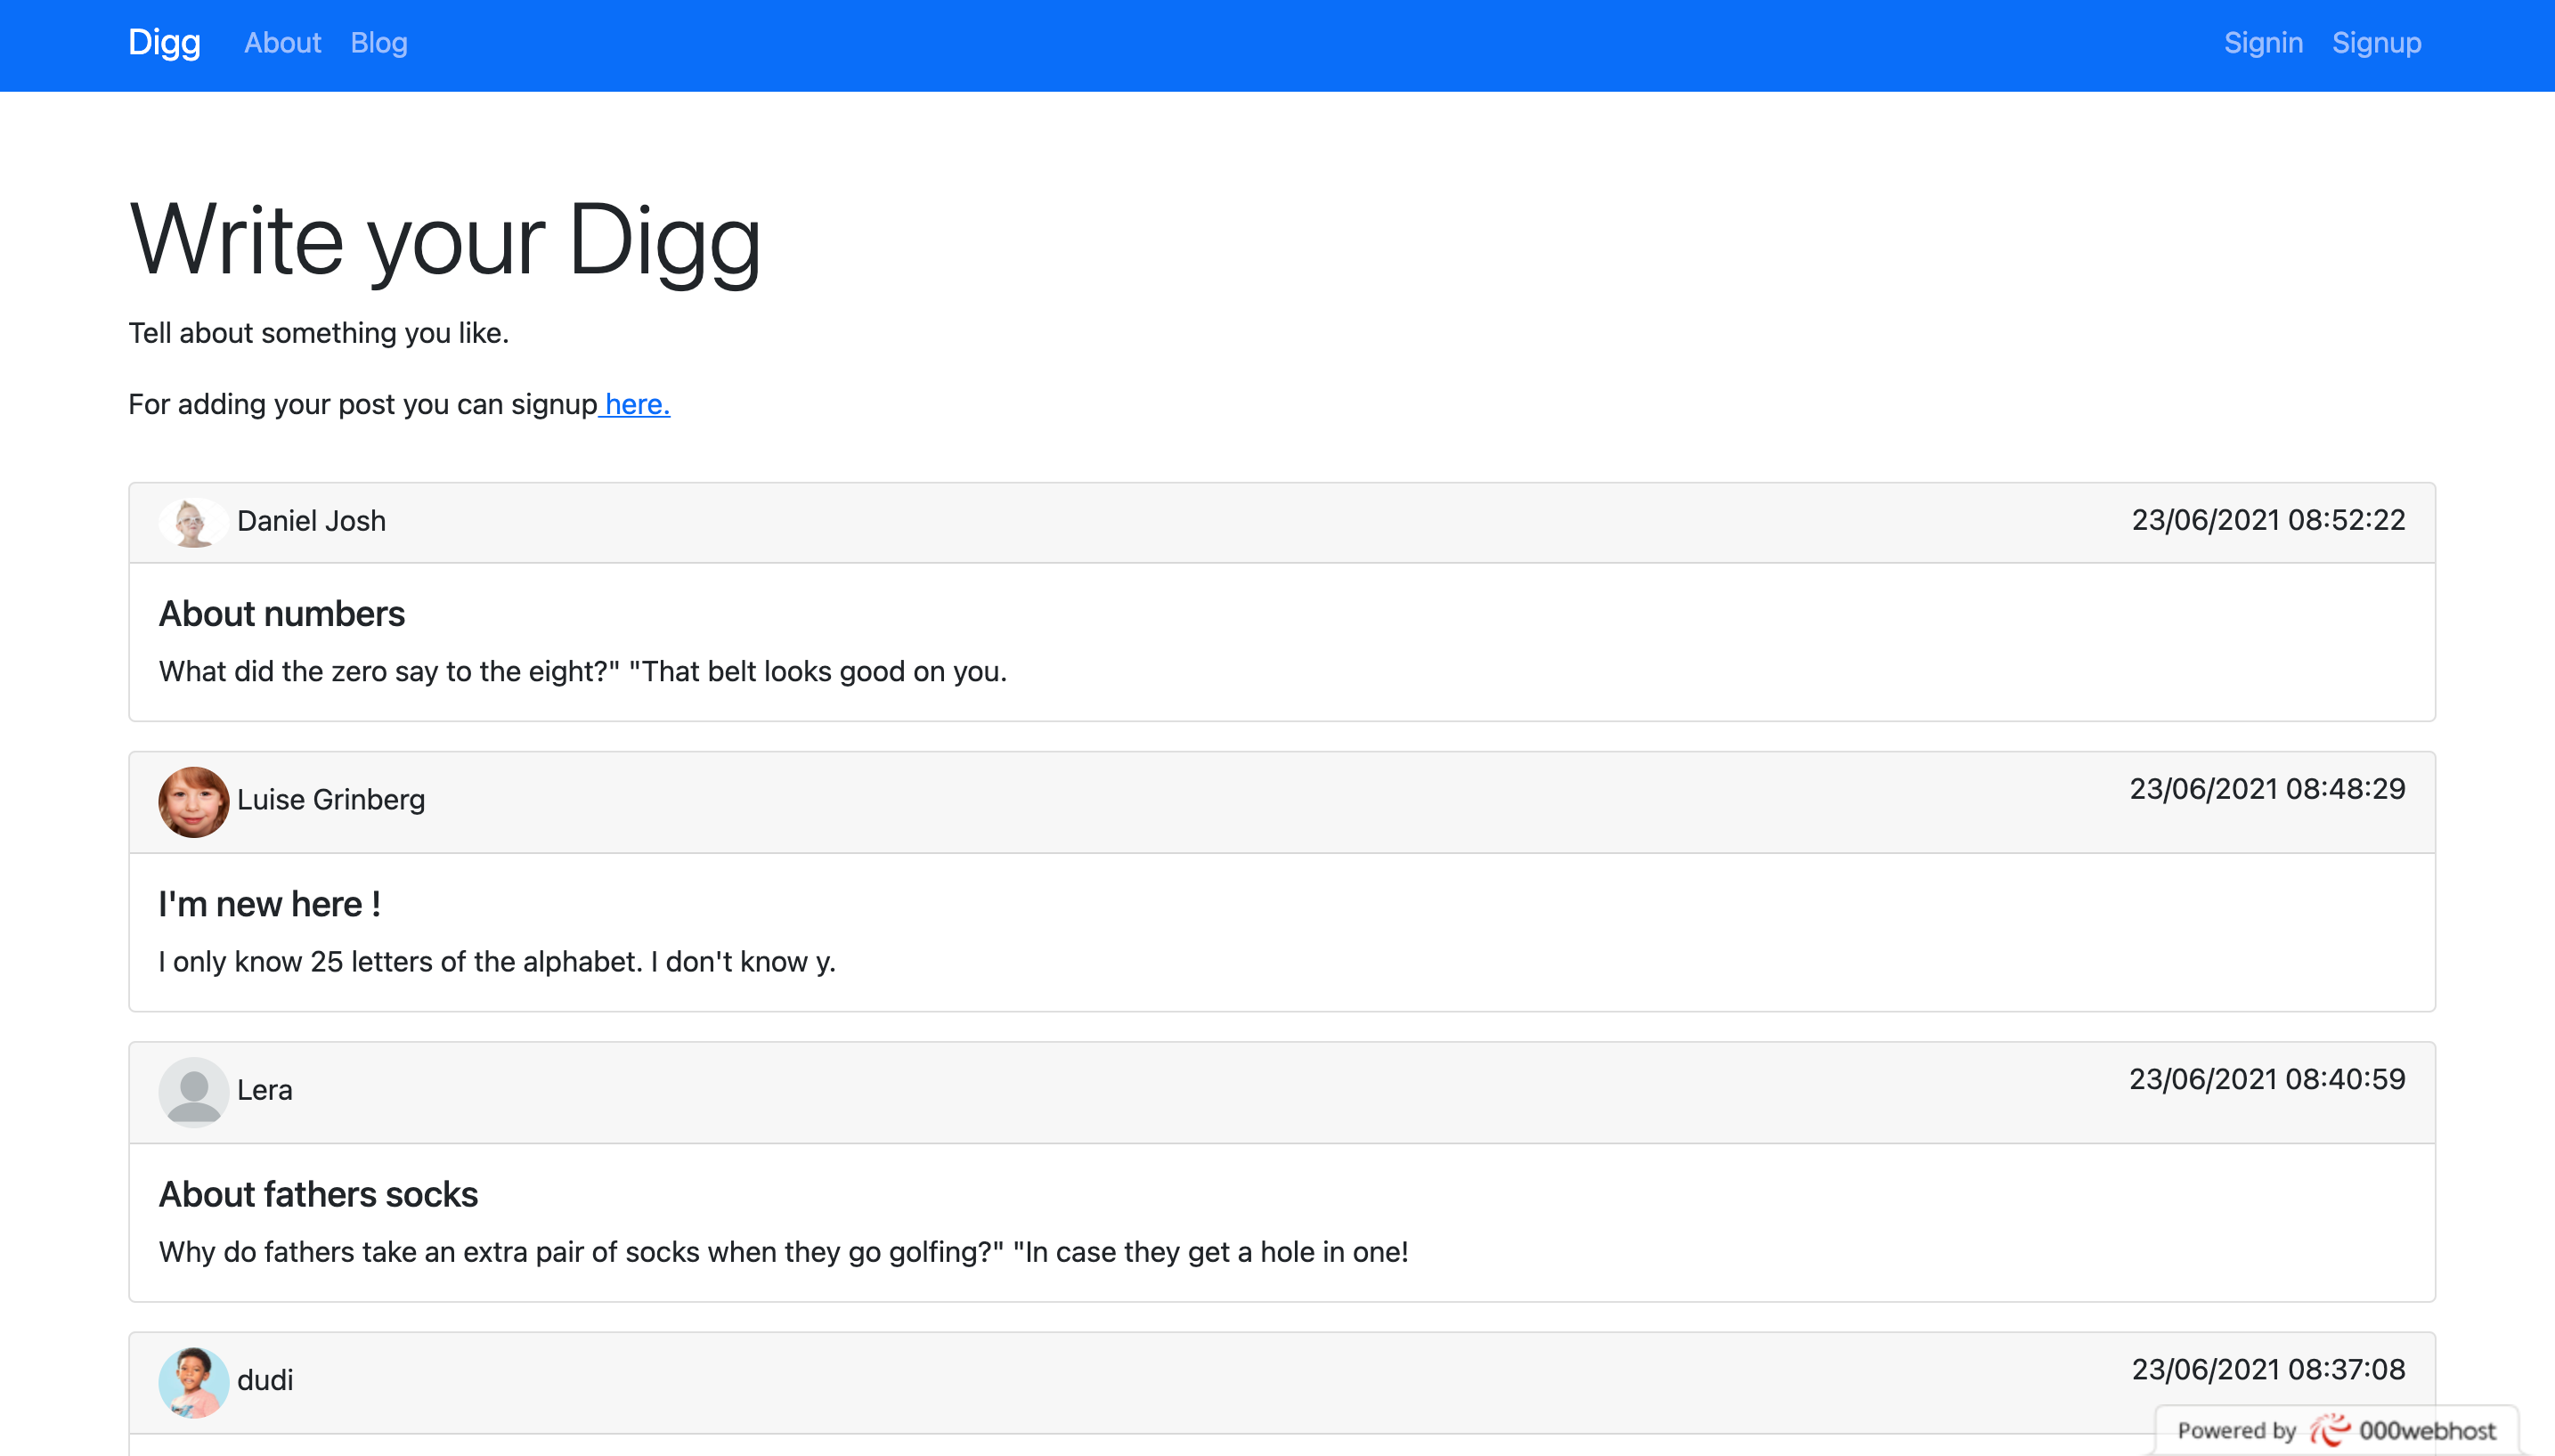 Digg About Blog Signin Signup
Write your Digg
Tell about something you like.
For adding your post you can signup here.
Daniel Josh 23/06/2021 08:52:22
About numbers
What did the zero say to the eight?" "That belt looks good on you.
Luise Grinberg 23/06/2021 08:48:29
I'm new here !
I only know 25 letters of the alphabet. I don't know y.
Lera 23/06/2021 08:40:59
About fathers socks
Why do fathers take an extra pair of socks when they go golfing?" "In case they get a hole in one!
dudi 23/06/2021 08:37:08
Powered by 000webhost